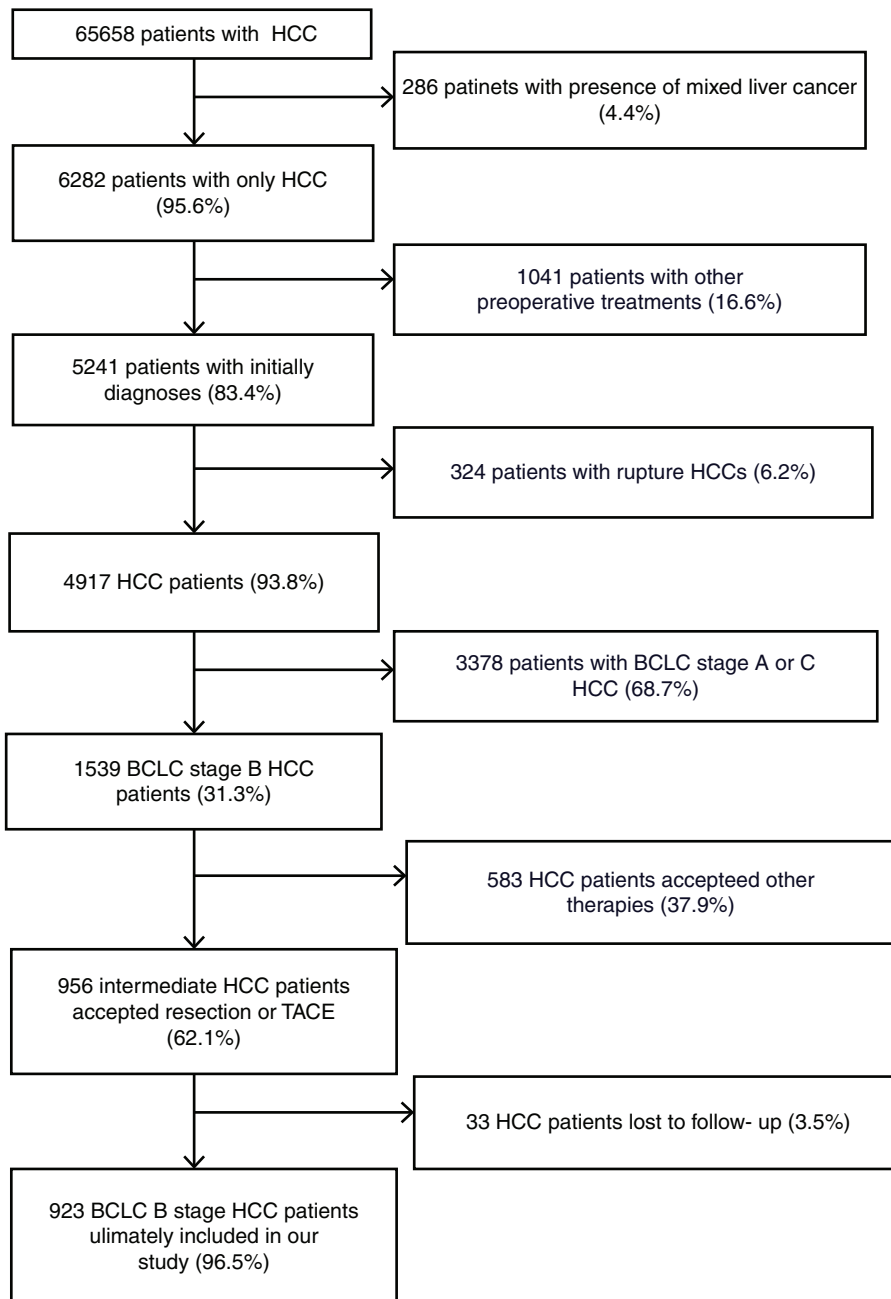 65658 patients with HCC
286 patinets with presence of mixed liver cancer
(4.4%)
6282 patients with only HCC
(95.6%)
1041 patients with other
preoperative treatments (16.6%)
5241 patients with initially
diagnoses (83.4%)
324 patients with rupture HCCs (6.2%)
4917 HCC patients (93.8%)
3378 patients with BCLC stage A or C
HCC (68.7%)
1539 BCLC stage B HCC
patients (31.3%)
583 HCC patients accepteed other
therapies (37.9%)
956 intermediate HCC patients
accepted resection or TACE
(62.1%)
33 HCC patients lost to follow- up (3.5%)
923 BCLC B stage HCC patients
ulimately included in our
study (96.5%)